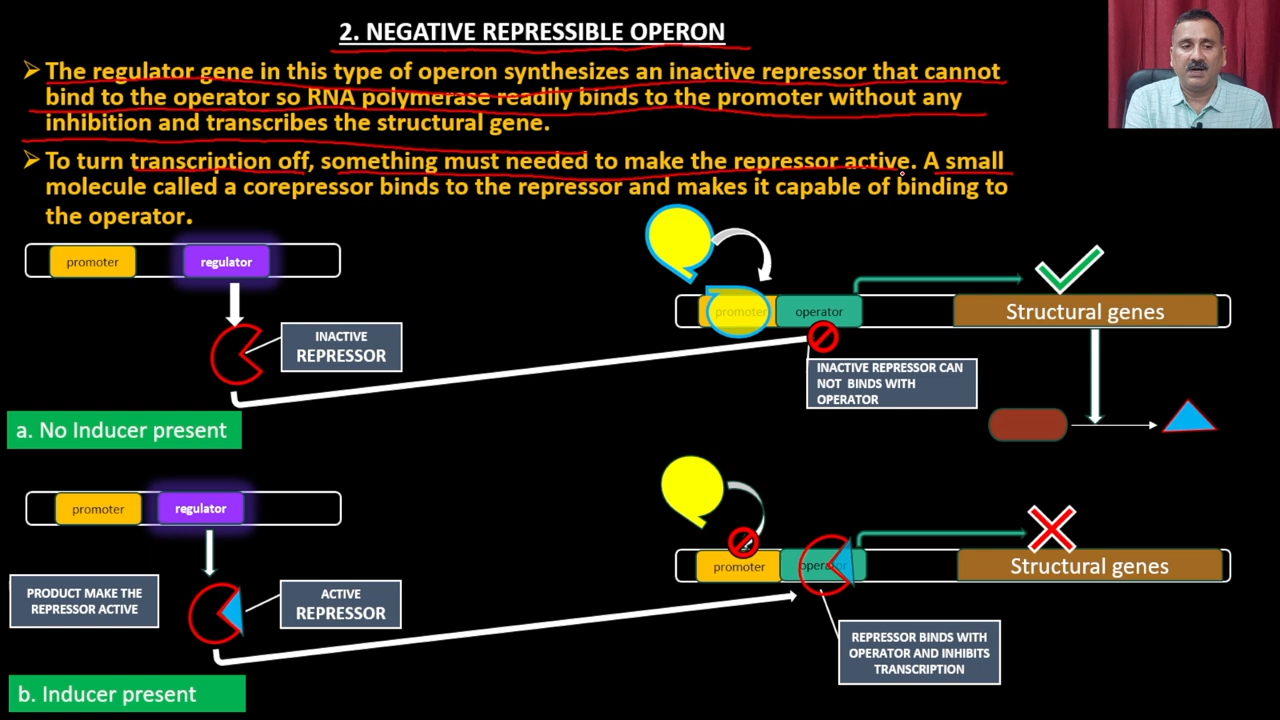 2. NEGATIVE REPRESSIBLE OPERON
The regulator gene in this type of operon synthesizes an inactive repressor that cannot
bind to the operator so RNA polymerase readily binds to the promoter without any
inhibition and transcribes the structural gene.
To turn transcription off, something must needed to make the repressor active. A small
molecule called a corepressor binds to the repressor and makes it capable of binding to
the operator.
promoter
regulator
promoter
operator
Structural genes
INACTIVE
REPRESSOR
INACTIVE REPRESSOR CAN
NOT BINDS WITH
OPERATOR
a. No Inducer present
promoter
regulator
promoter
operator
Structural genes
PRODUCT MAKE THE
REPRESSOR ACTIVE
ACTIVE
REPRESSOR
REPRESSOR BINDS WITH
OPERATOR AND INHIBITS
TRANSCRIPTION
b. Inducer present